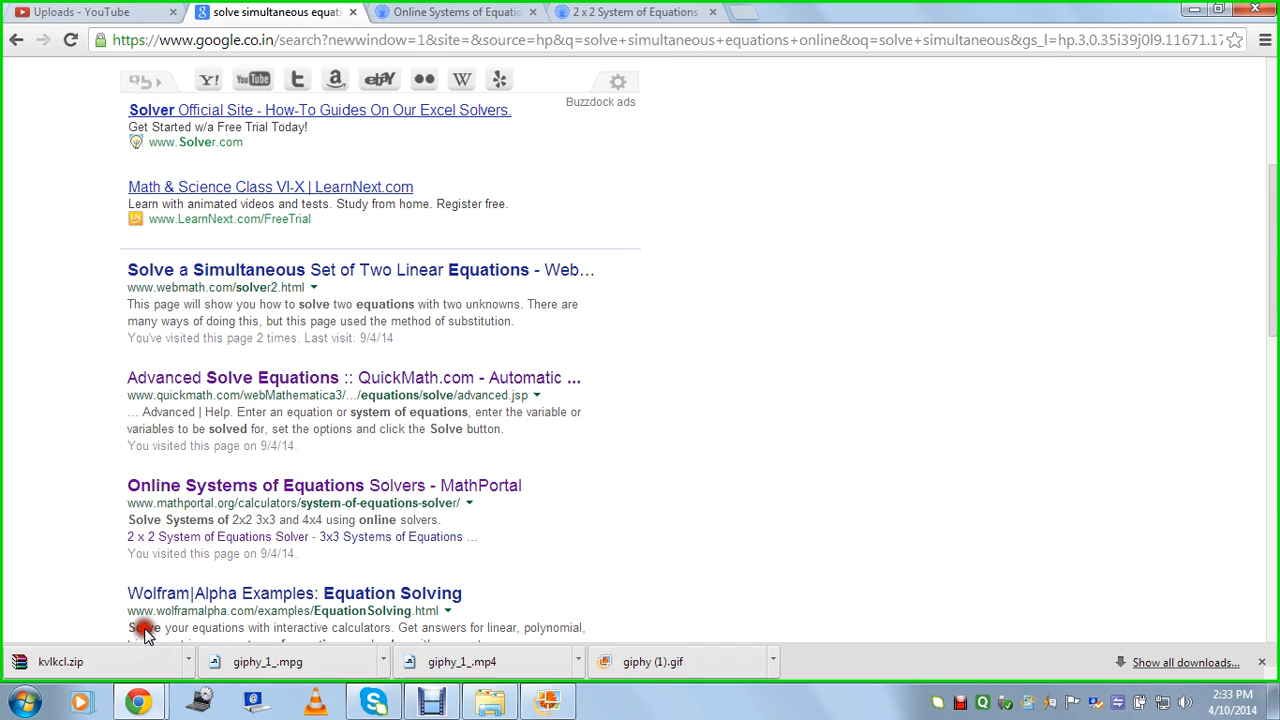 Uploads - YouTube
solve simultaneous equati
Online Systems of Equatio
2 x 2 System of Equations
https://www.google.co.in/search?newwindow=1&site=&source=hp&q=solve+simultaneous+equations+online&oq=solve+simultaneous&gs_l=hp.3.0.35i39j0l9.11671.17
Y! YouTube t a ebay W
Buzzdock ads
Solver Official Site - How-To Guides On Our Excel Solvers.
Get Started w/a Free Trial Today!
www.Solver.com
Math & Science Class VI-X | LearnNext.com
Learn with animated videos and tests. Study from home. Register free.
www.LearnNext.com/FreeTrial
Solve a Simultaneous Set of Two Linear Equations - Web...
www.webmath.com/solver2.html
This page will show you how to solve two equations with two unknowns. There are
many ways of doing this, but this page used the method of substitution.
You've visited this page 2 times. Last visit: 9/4/14
Advanced Solve Equations :: QuickMath.com - Automatic ...
www.quickmath.com/webMathematica3/.../equations/solve/advanced.jsp
... Advanced | Help. Enter an equation or system of equations, enter the variable or
variables to be solved for, set the options and click the Solve button.
You visited this page on 9/4/14.
Online Systems of Equations Solvers - MathPortal
www.mathportal.org/calculators/system-of-equations-solver/
Solve Systems of 2x2 3x3 and 4x4 using online solvers.
2 x 2 System of Equations Solver - 3x3 Systems of Equations ...
You visited this page on 9/4/14.
Wolfram|Alpha Examples: Equation Solving
www.wolframalpha.com/examples/EquationSolving.html
Solve your equations with interactive calculators. Get answers for linear, polynomial,
kvlkcl.zip
giphy_1_.mpg
giphy_1_.mp4
giphy (1).gif
Show all downloads...
2:33 PM
4/10/2014